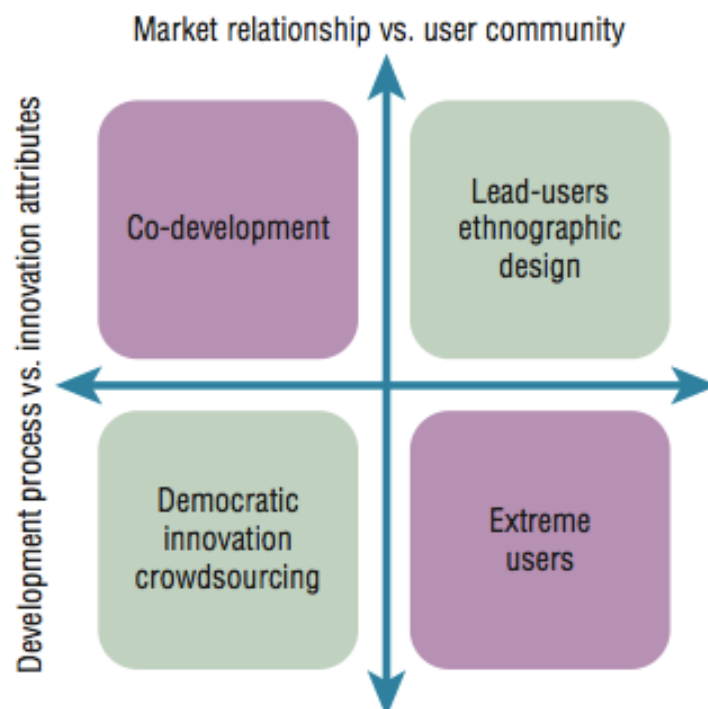 Market relationship vs. user community
Development process vs. innovation attributes
Co-development
Lead-users
ethnographic
design
Democratic
innovation
crowdsourcing
Extreme
users